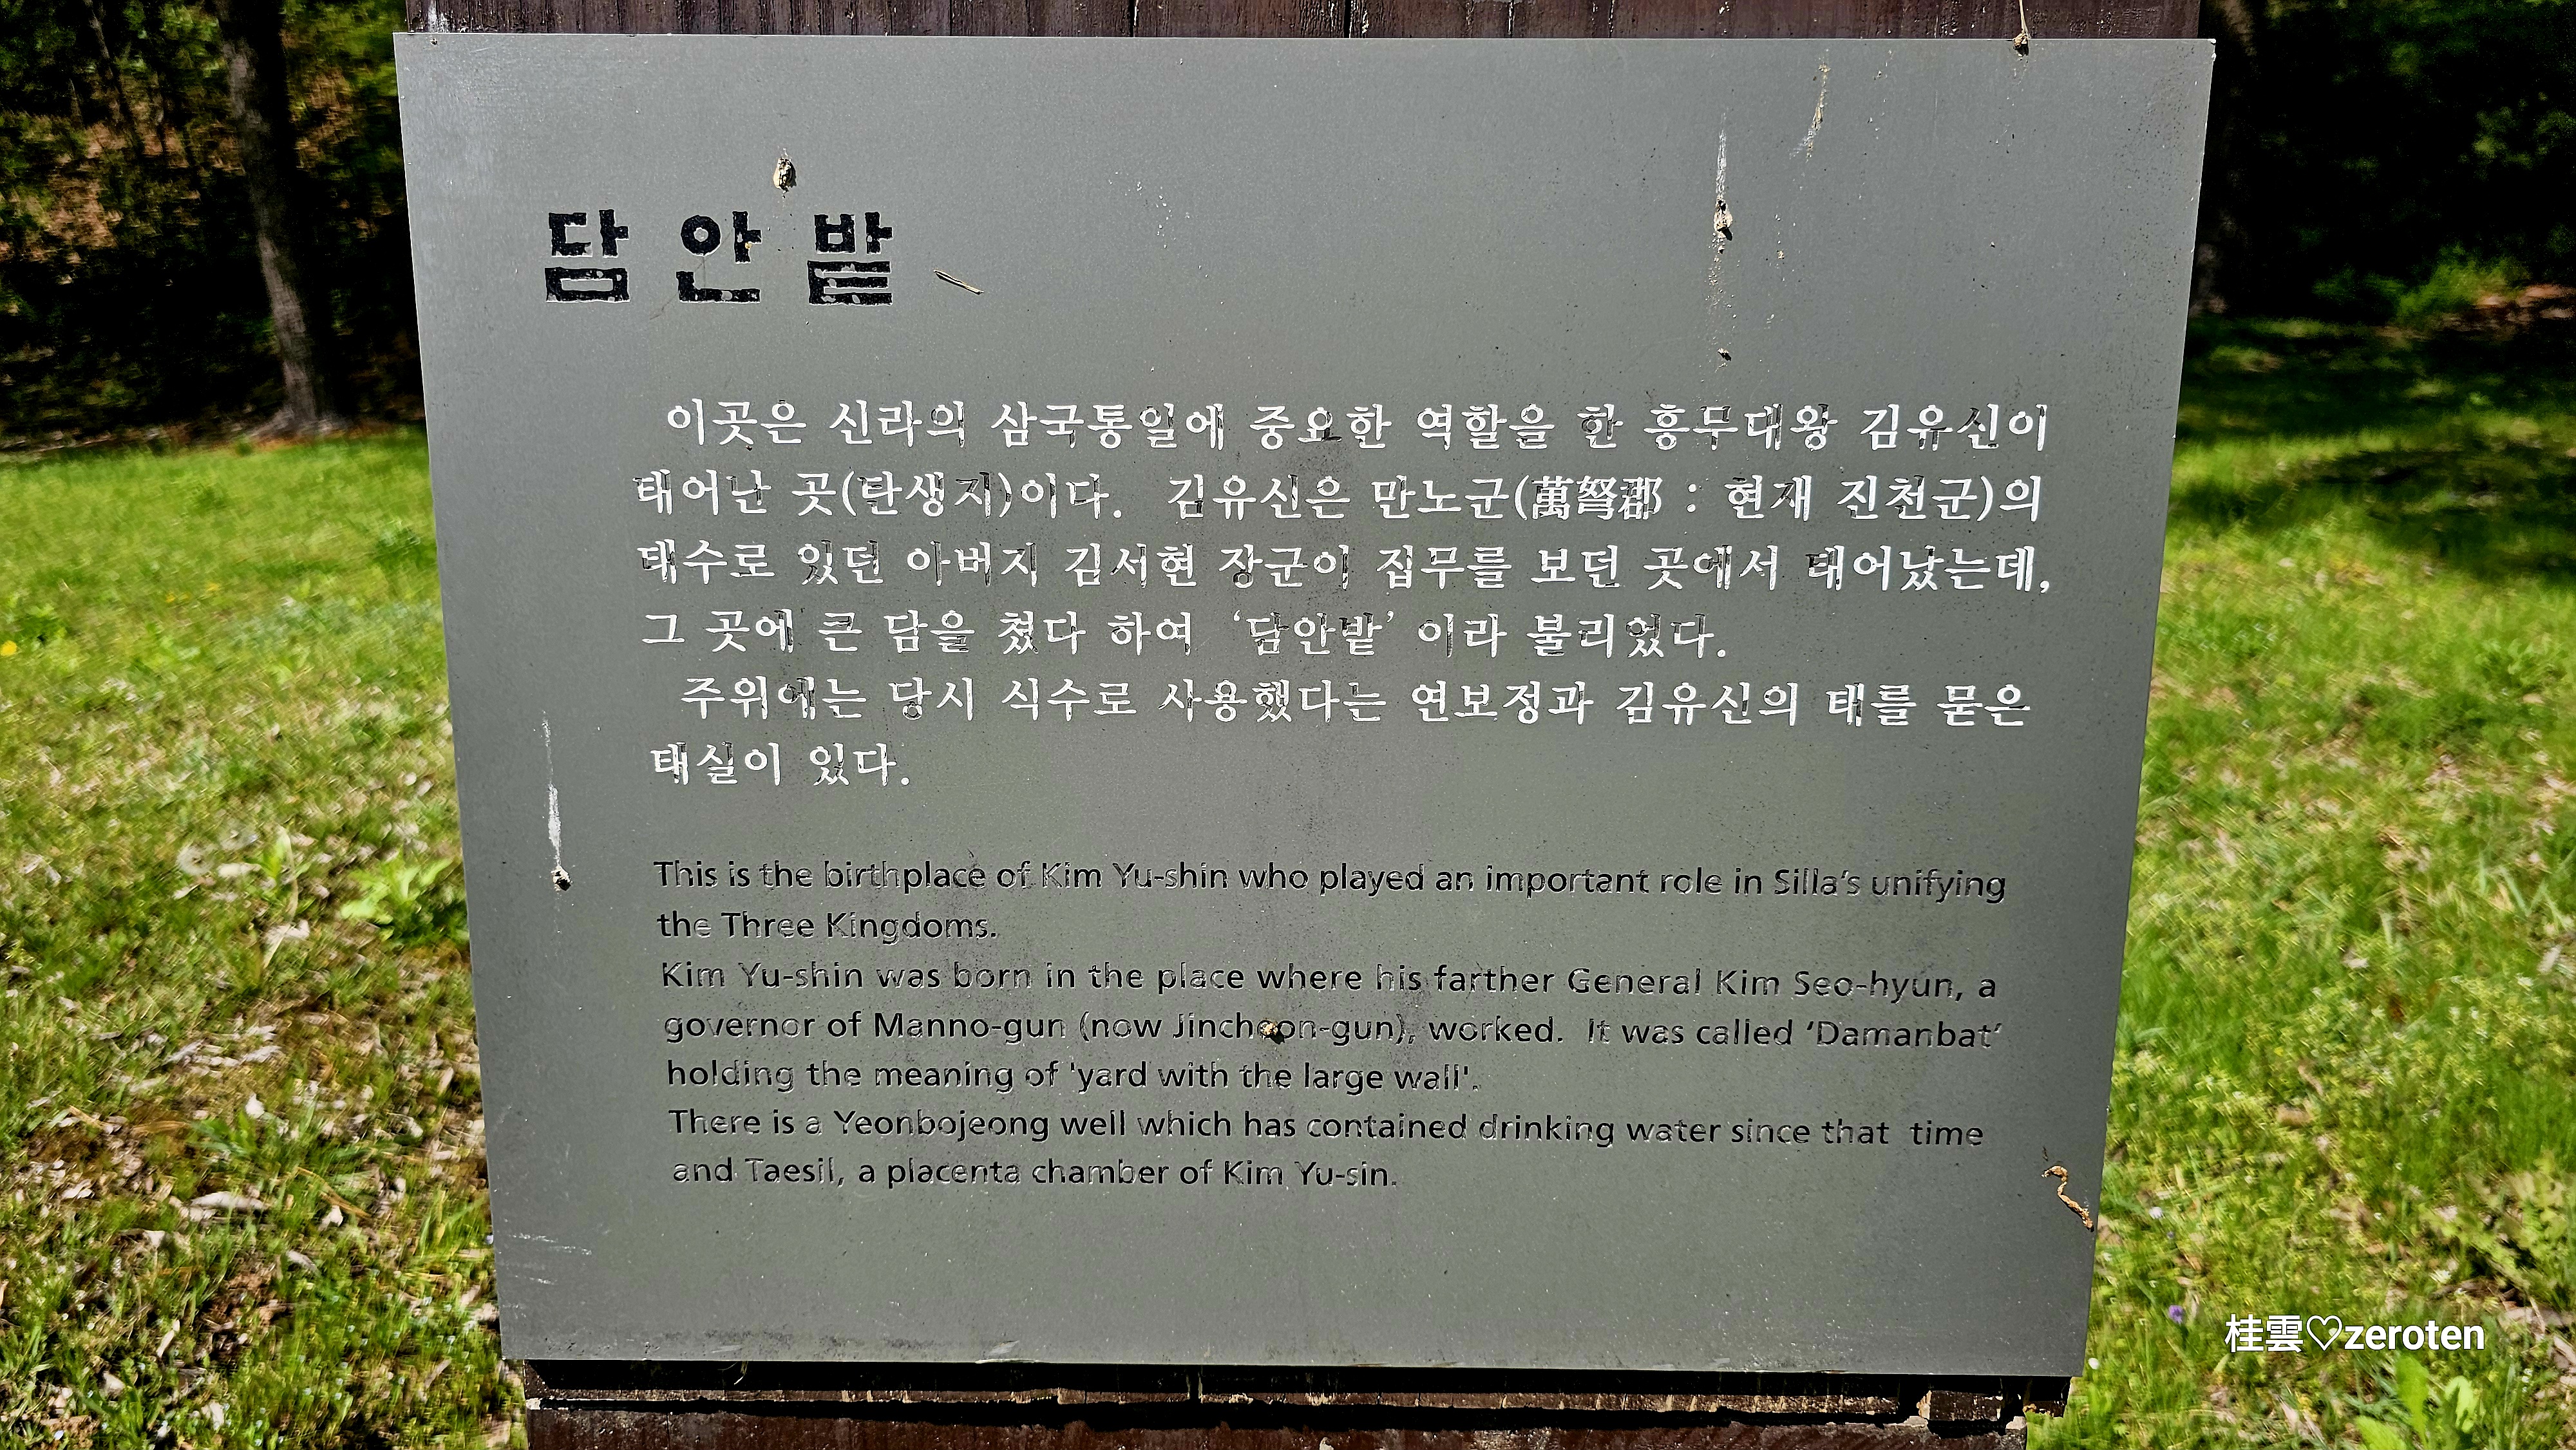 담안밭
이곳은 신라의 삼국통일에 중요한 역할을 한 흥무대왕 김유신이
태어난 곳(탄생지)이다. 김유신은 만노군(萬弩郡 : 현재 진천군)의
태수로 있던 아버지 김서현 장군이 집무를 보던 곳에서 태어났는데,
그 곳에 큰 담을 쳤다 하여 ‘담안밭’ 이라 불리었다.
주위에는 당시 식수로 사용했다는 연보정과 김유신의 태를 묻은
태실이 있다.
This is the birthplace of Kim Yu-shin who played an important role in Silla's unifying
the Three Kingdoms.
Kim Yu-shin was born in the place where his farther General Kim Seo-hyun, a
governor of Manno-gun (now Jincheon-gun), worked. It was called ‘Damanbat’
holding the meaning of 'yard with the large wall'.
There is a Yeonbojeong well which has contained drinking water since that time
and Taesil, a placenta chamber of Kim Yu-sin.
桂雲♡zeroten